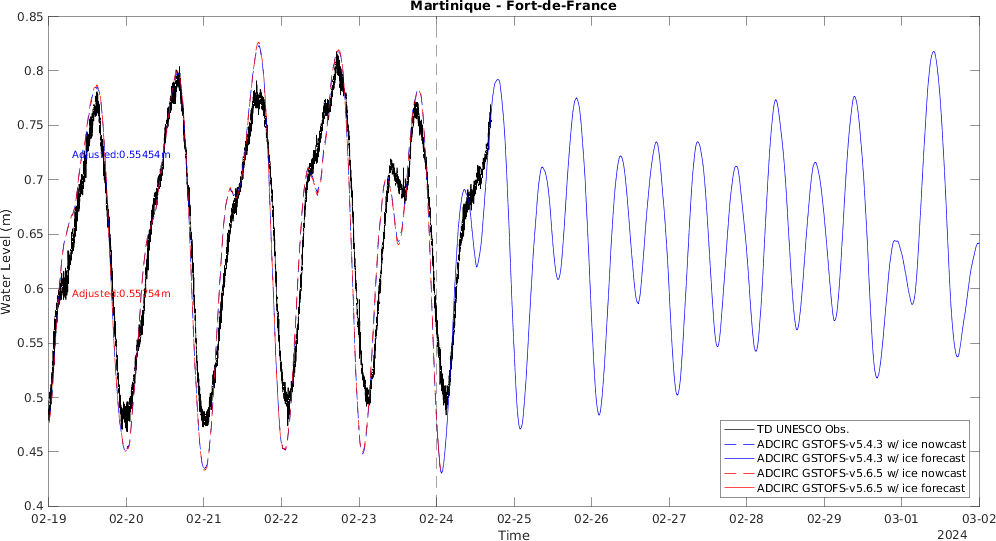 Martinique - Fort-de-France
0.85
0.8
0.75
0.7
0.65
0.6
0.55
0.5
0.45
0.4
Water Level (m)
Adjusted:0.55454m
Adjusted:0.55754m
TD UNESCO Obs.
ADCIRC GSTOFS-v5.4.3 w/ ice nowcast
ADCIRC GSTOFS-v5.4.3 w/ ice forecast
ADCIRC GSTOFS-v5.6.5 w/ ice nowcast
ADCIRC GSTOFS-v5.6.5 w/ ice forecast
02-19 02-20 02-21 02-22 02-23 02-24 02-25 02-26 02-27 02-28 02-29 03-01 03-02
Time
2024